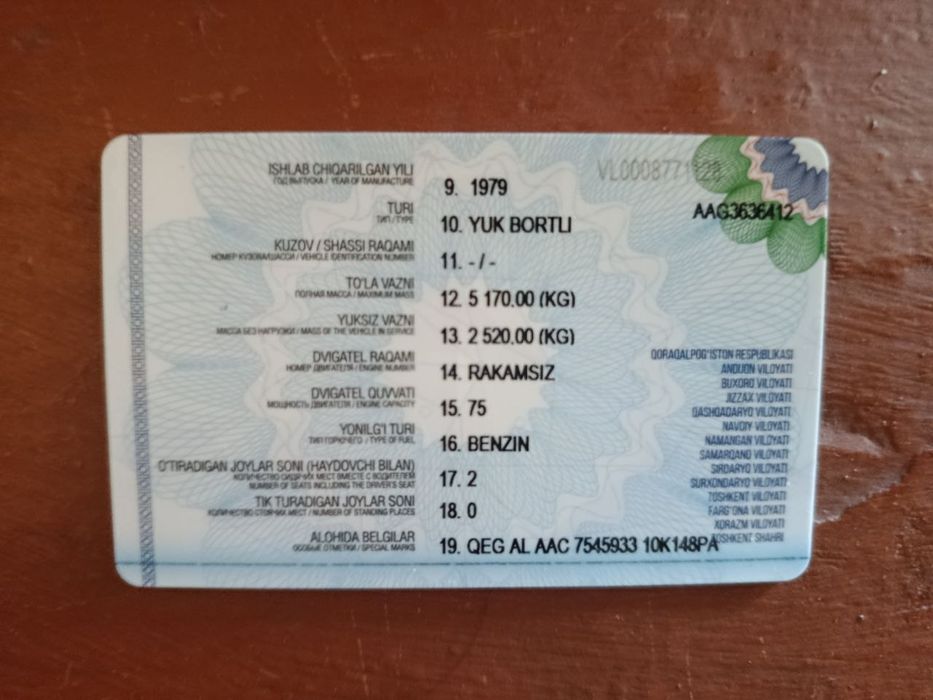 VL0008771128
AAG3636412
ISHLAB CHIQARILGAN YILI
ГОД ВЫПУСКА / YEAR OF MANUFACTURE
9. 1979
TURI
ТИП / TYPE
10. YUK BORTLI
KUZOV / SHASSI RAQAMI
НОМЕР КУЗОВА/ШАССИ / VEHICLE IDENTIFICATION NUMBER
11. -/-
TO'LA VAZNI
ПОЛНАЯ МАССА / MAXIMUM MASS
12. 5 170.00 (KG)
YUKSIZ VAZNI
МАССА БЕЗ НАГРУЗКИ / MASS OF THE VEHICLE IN SERVICE
13. 2 520.00 (KG)
DVIGATEL RAQAMI
НОМЕР ДВИГАТЕЛЯ / ENGINE NUMBER
14. RAKAMSIZ
DVIGATEL QUVVATI
МОЩНОСТЬ ДВИГАТЕЛЯ / ENGINE CAPACITY
15. 75
YONILG'I TURI
ТИП ГОРЮЧЕГО / TYPE OF FUEL
16. BENZIN
O'TIRADIGAN JOYLAR SONI (HAYDOVCHI BILAN)
КОЛИЧЕСТВО СИДЯЧИХ МЕСТ ВМЕСТЕ С ВОДИТЕЛЕМ
NUMBER OF SEATS INCLUDING THE DRIVER'S SEAT
17. 2
TIK TURADIGAN JOYLAR SONI
КОЛИЧЕСТВО СТОЯЧИХ МЕСТ / NUMBER OF STANDING PLACES
18. 0
ALOHIDA BELGILAR
ОСОБЫЕ ОТМЕТКИ / SPECIAL MARKS
19. QEG AL AAC 7545933 10K148PA
QORAQALPOG'ISTON RESPUBLIKASI
ANDIJON VILOYATI
BUXORO VILOYATI
JIZZAX VILOYATI
QASHQADARYO VILOYATI
NAVOIY VILOYATI
NAMANGAN VILOYATI
SAMARQAND VILOYATI
SIRDARYO VILOYATI
SURXONDARYO VILOYATI
TOSHKENT VILOYATI
FARG'ONA VILOYATI
XORAZM VILOYATI
TOSHKENT SHAHRI